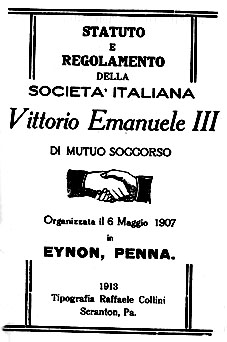 STATUTO
E
REGOLAMENTO
DELLA
SOCIETA' ITALIANA
Vittorio Emanuele III
DI MUTUO SOCCORSO
Organizzata il 6 Maggio 1907
in
EYNON, PENNA.
1913
Tipografia Raffaele Collini
Scranton, Pa.